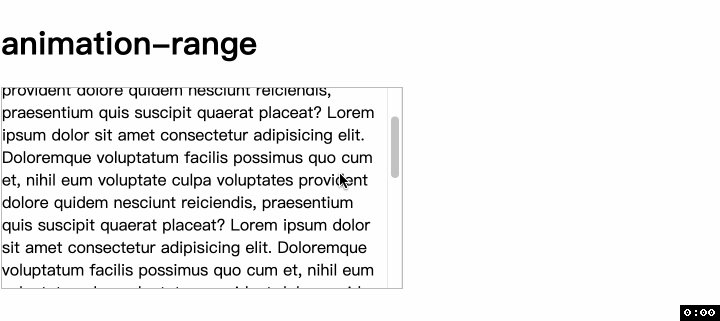 animation-range
provident dolore quidem nesciunt reiciendis,
praesentium quis suscipit quaerat placeat? Lorem
ipsum dolor sit amet consectetur adipisicing elit.
Doloremque voluptatum facilis possimus quo cum
et, nihil eum voluptate culpa voluptates provident
dolore quidem nesciunt reiciendis, praesentium
quis suscipit quaerat placeat? Lorem ipsum dolor
sit amet consectetur adipisicing elit. Doloremque
voluptatum facilis possimus quo cum et, nihil eum
0:00